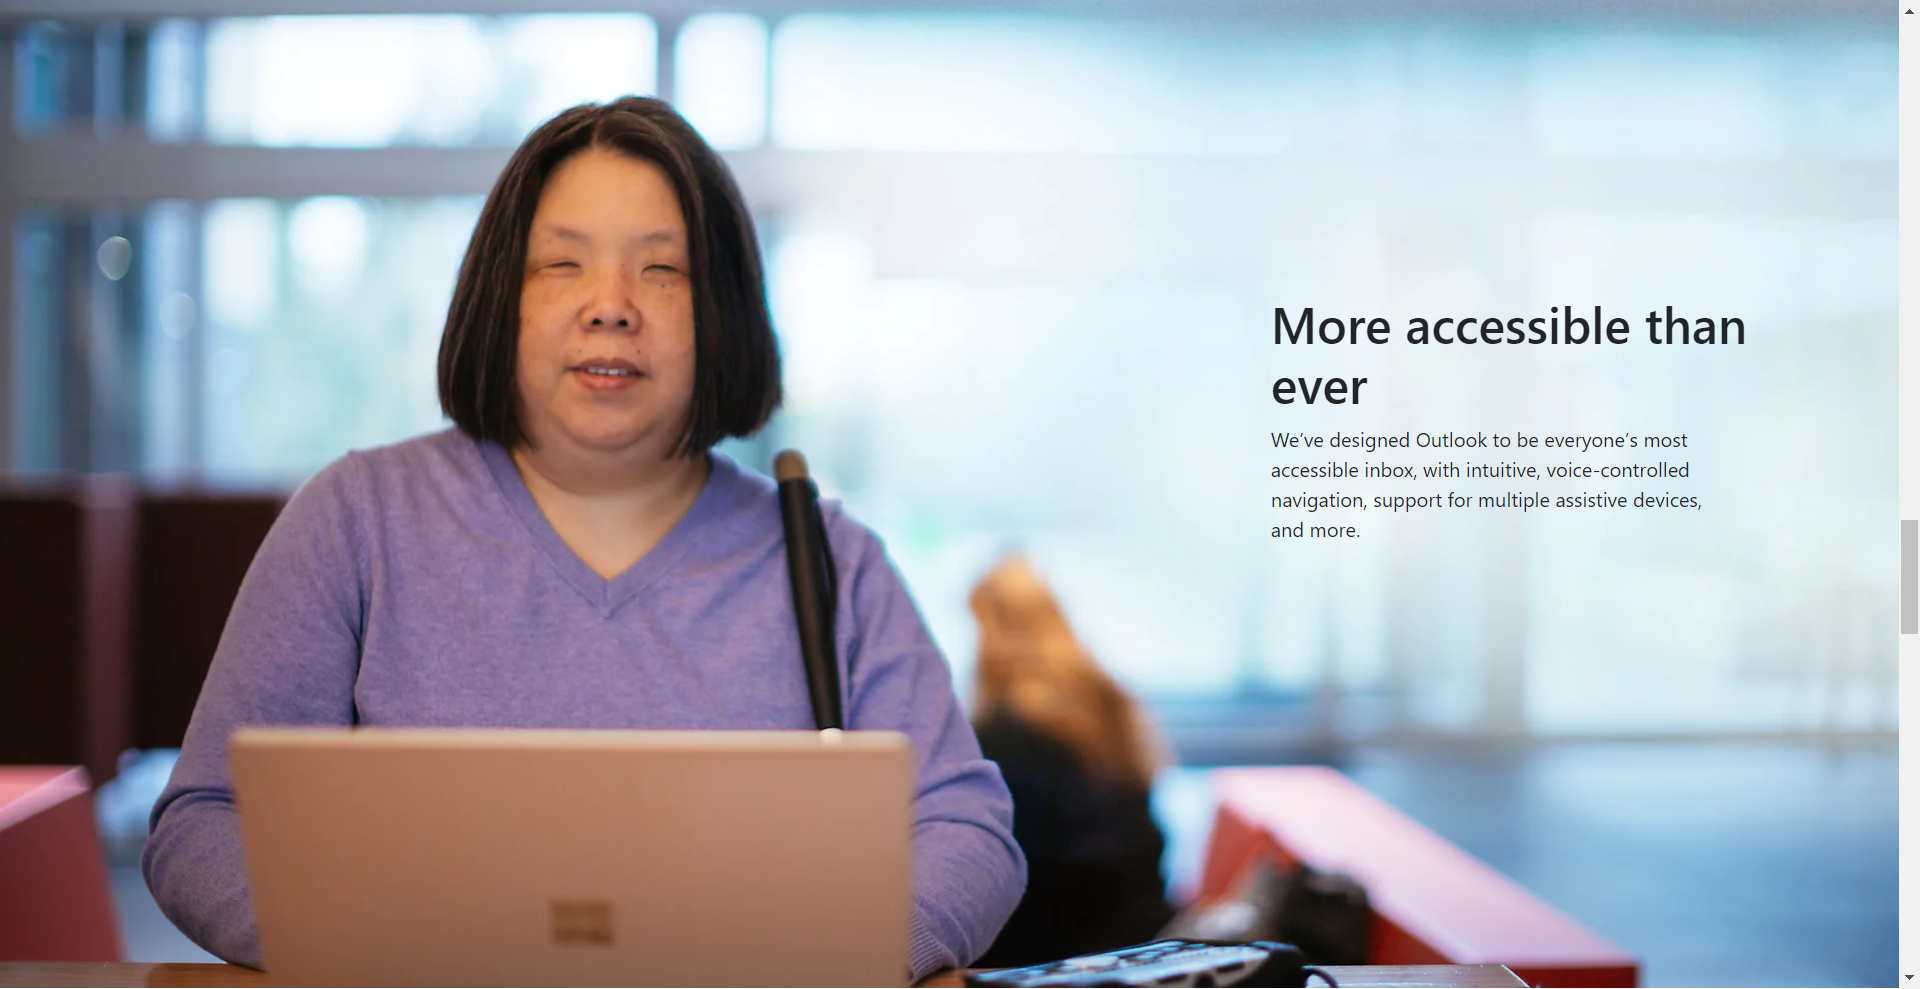 More accessible than
ever
We’ve designed Outlook to be everyone’s most
accessible inbox, with intuitive, voice-controlled
navigation, support for multiple assistive devices,
and more.